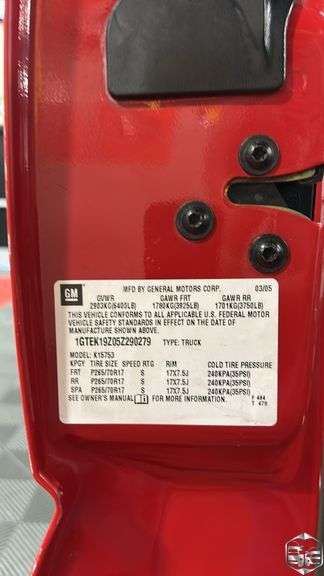 GM
MFD BY GENERAL MOTORS CORP. 03/05
GVWR GAWR FRT GAWR RR
2903KG(6400LB) 1780KG(3925LB) 1701KG(3750LB)
THIS VEHICLE CONFORMS TO ALL APPLICABLE U.S. FEDERAL MOTOR
VEHICLE SAFETY STANDARDS IN EFFECT ON THE DATE OF
MANUFACTURE SHOWN ABOVE.
1GTEK19Z05Z290279 TYPE: TRUCK
MODEL: K15753
KPCY TIRE SIZE SPEED RTG RIM COLD TIRE PRESSURE
FRT P265/70R17 S 17X7.5J 240KPA(35PSI)
RR P265/70R17 S 17X7.5J 240KPA(35PSI)
SPA P265/70R17 S 17X7.5J 240KPA(35PSI)
SEE OWNER'S MANUAL FOR MORE INFORMATION.
F 484
T 479